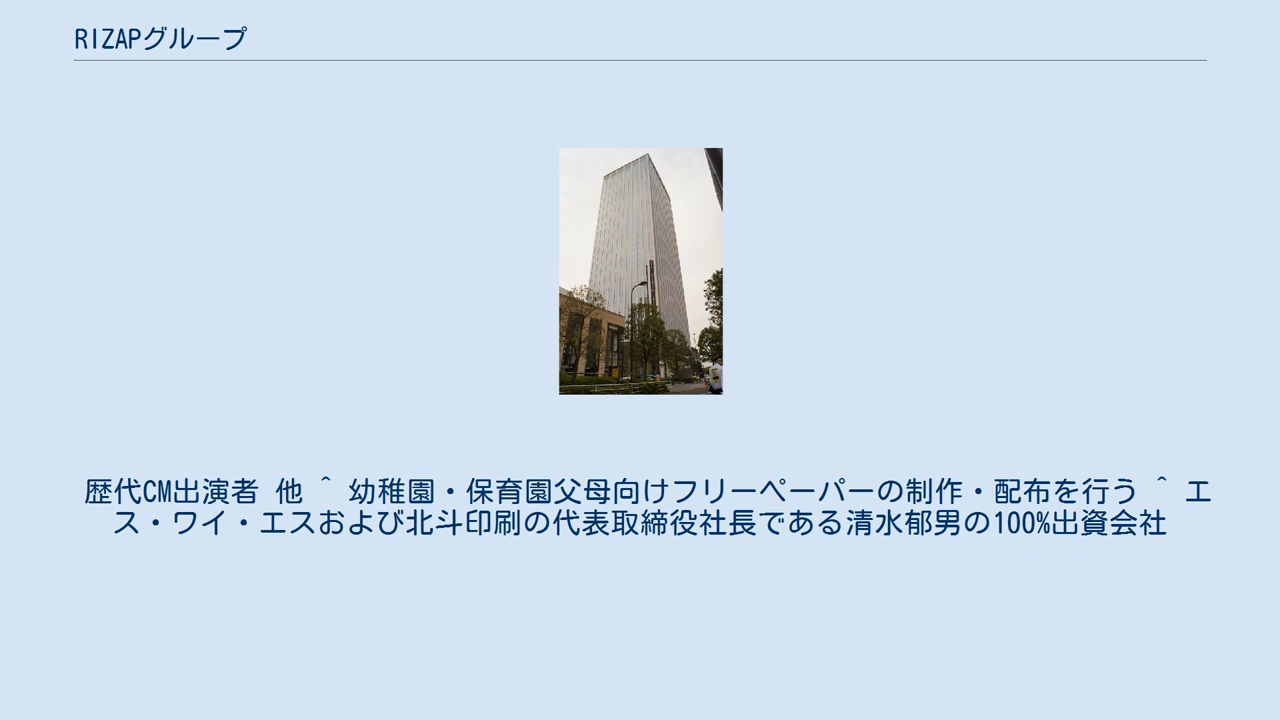 RIZAPグループ
歴代CM出演者 他 ^ 幼稚園・保育園父母向けフリーペーパーの制作・配布を行う ^ エ
ス・ワイ・エスおよび北斗印刷の代表取締役社長である清水郁男の100%出資会社